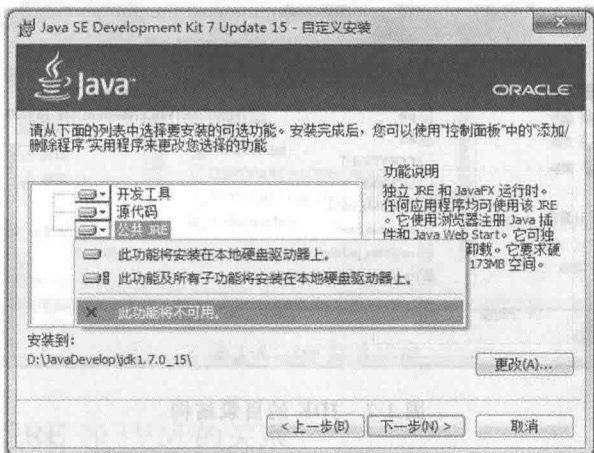 Java SE Development Kit 7 Update 15 - 自定义安装
Java
ORACLE
请从下面的列表中选择要安装的可选功能。安装完成后，您可以使用"控制面板"中的"添加/
删除程序"实用程序来更改您选择的功能
功能说明
开发工具
源代码
公共 JRE
独立 JRE 和 JavaFX 运行时。
任何应用程序均可使用该 JRE
。它使用浏览器注册 Java 插
件和 Java Web Start。它可独
卸载。它要求硬
173MB 空间。
此功能将安装在本地硬盘驱动器上。
此功能及所有子功能将安装在本地硬盘驱动器上。
此功能将不可用。
安装到:
D:\JavaDevelop\jdk1.7.0_15\
更改(A)...
<上一步(B)
下一步(N) >
取消